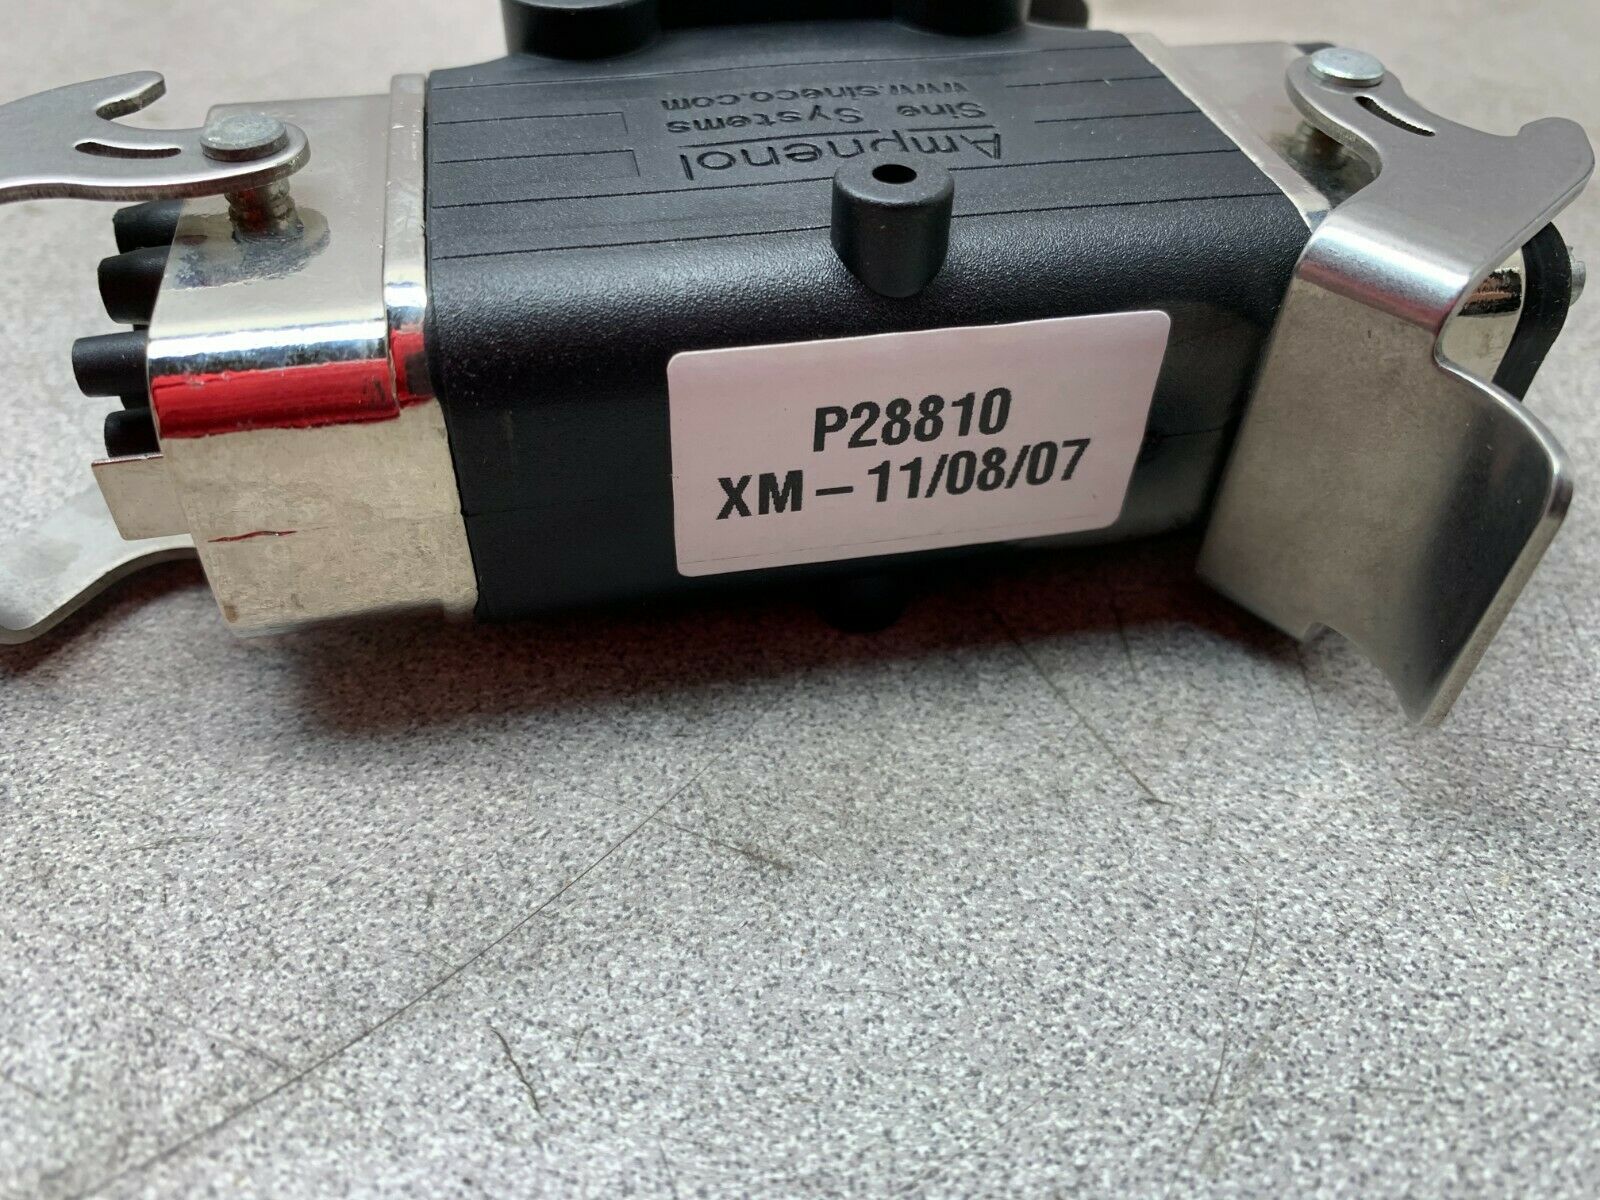 Amphenol
Sine Systems
www.sineco.com
P28810
XM-11/08/07